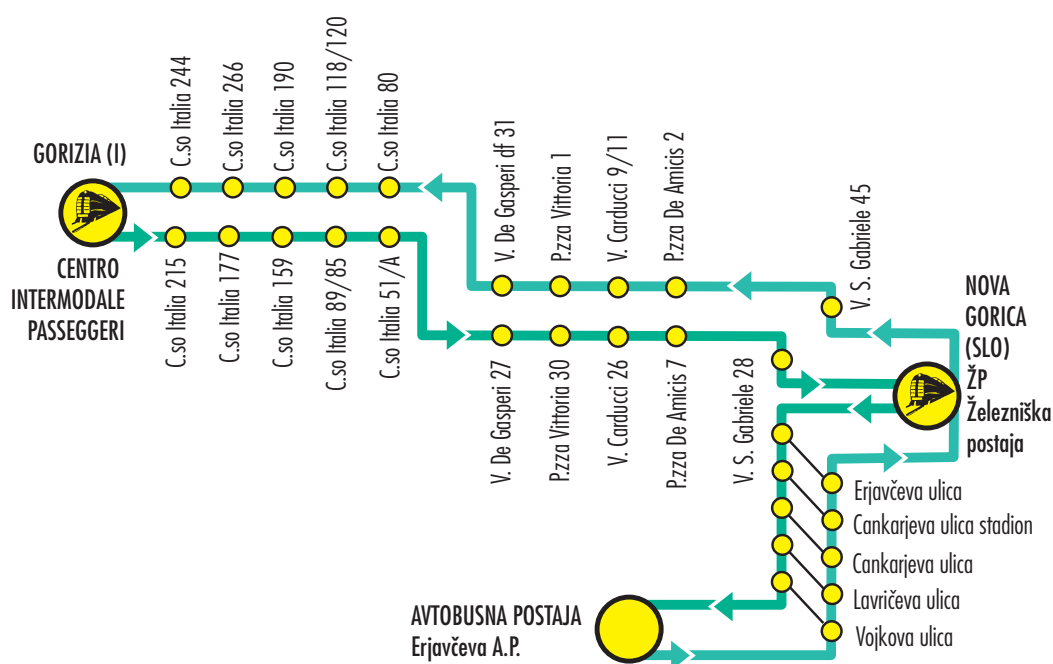 C.so Italia 244
C.so Italia 266
C.so Italia 190
C.so Italia 118/120
C.so Italia 80
GORIZIA (I)
CENTRO
INTERMODALE
PASSEGGERI
C.so Italia 215
C.so Italia 177
C.so Italia 159
C.so Italia 89/85
C.so Italia 51/A
V. De Gasperi df 31
P.zza Vittoria 1
V. Carducci 9/11
P.zza De Amicis 2
V. S. Gabriele 45
V. De Gasperi 27
P.zza Vittoria 30
V. Carducci 26
P.zza De Amicis 7
V. S. Gabriele 28
NOVA
GORICA
(SLO)
ŽP
Železniška
postaja
Erjavčeva ulica
Cankarjeva ulica stadion
Cankarjeva ulica
Lavričeva ulica
Vojkova ulica
AVTOBUSNA POSTAJA
Erjavčeva A.P.